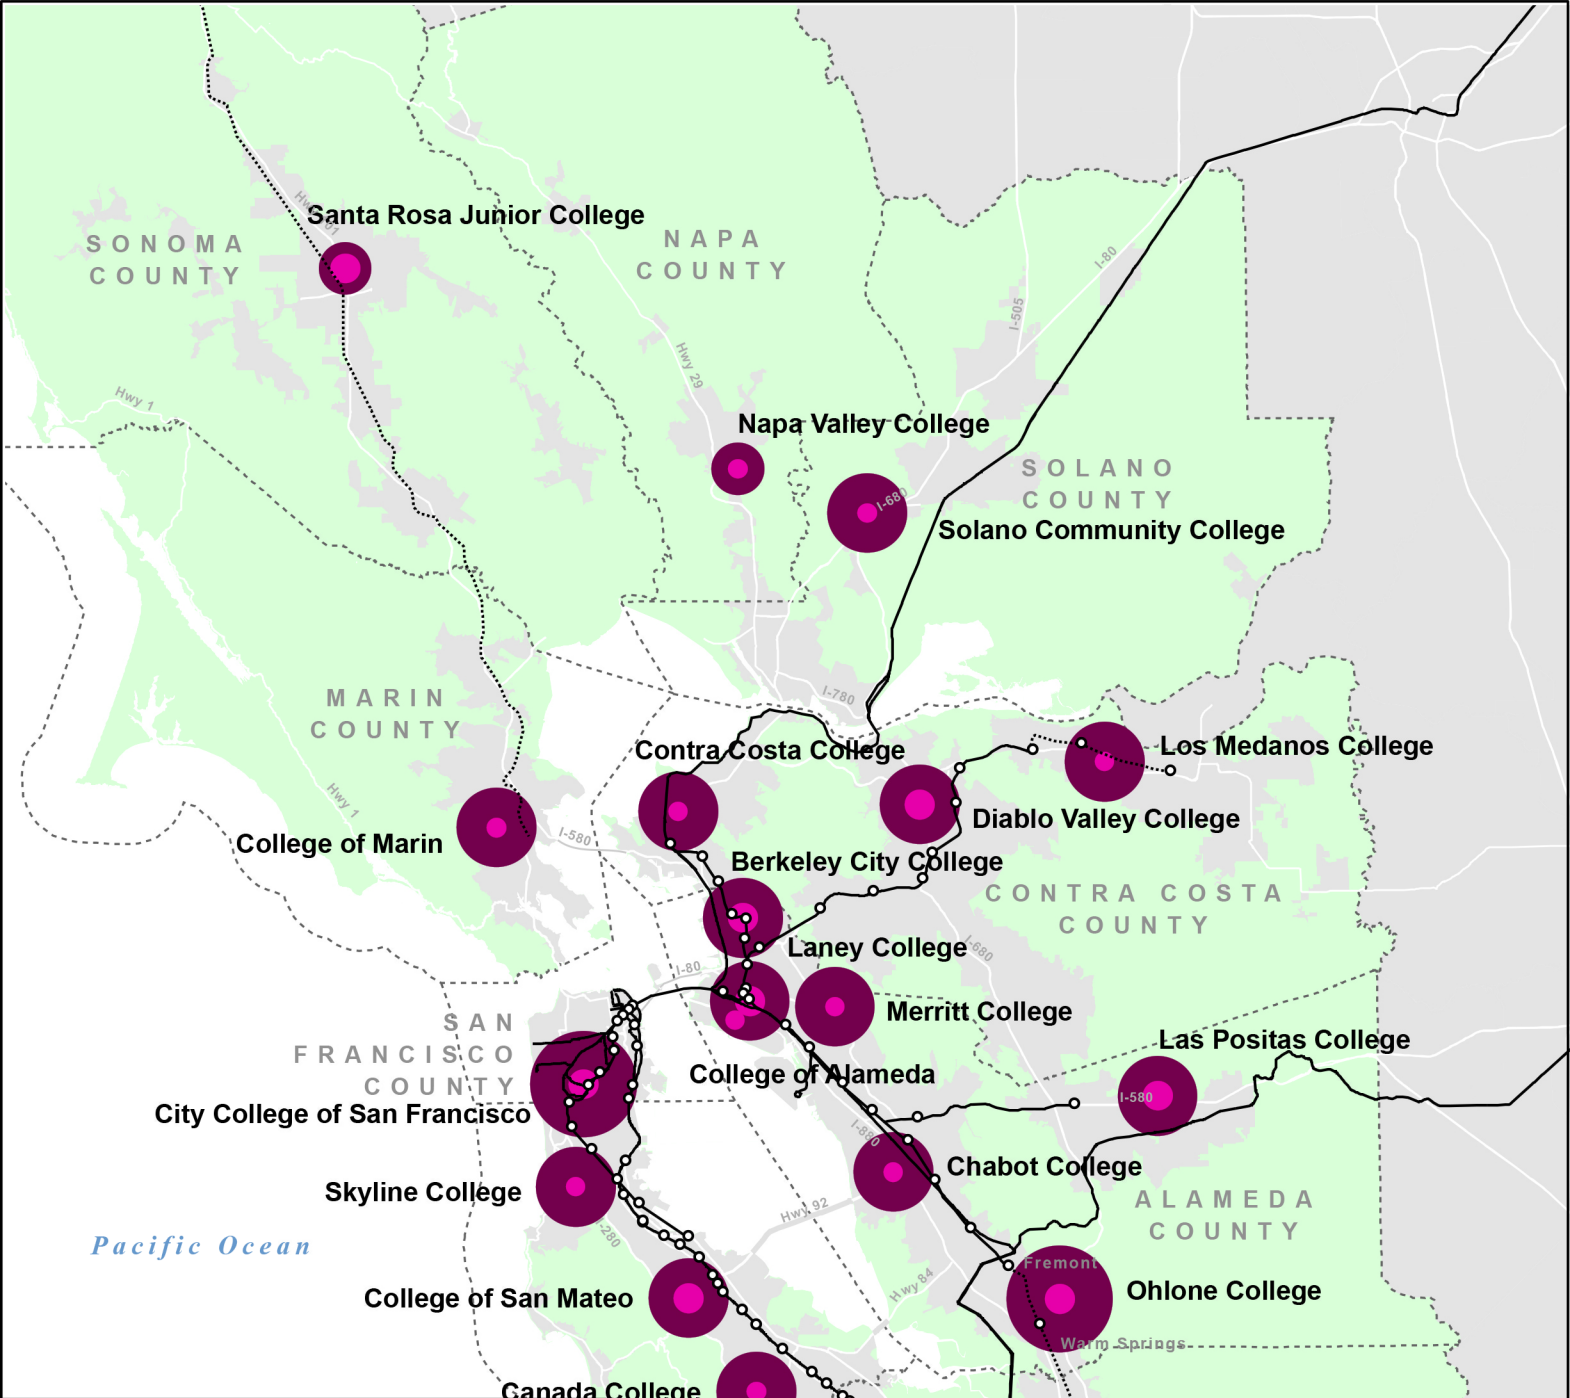 Hwy 101
Santa Rosa Junior College
SONOMA
COUNTY
NAPA
COUNTY
I-80
I-505
Hwy 29
Hwy 1
Napa Valley College
SOLANO
COUNTY
I-680
Solano Community College
MARIN
COUNTY
I-780
Contra Costa College
Los Medanos College
Hwy 1
Diablo Valley College
College of Marin
I-580
Berkeley City College
CONTRA COSTA
COUNTY
Laney College
I-680
I-80
Merritt College
SAN
FRANCISCO
COUNTY
Las Positas College
College of Alameda
I-580
City College of San Francisco
I-880
Chabot College
Skyline College
ALAMEDA
COUNTY
Hwy 92
I-280
Pacific Ocean
Fremont
Hwy 84
Ohlone College
College of San Mateo
Warm Springs
Canada College